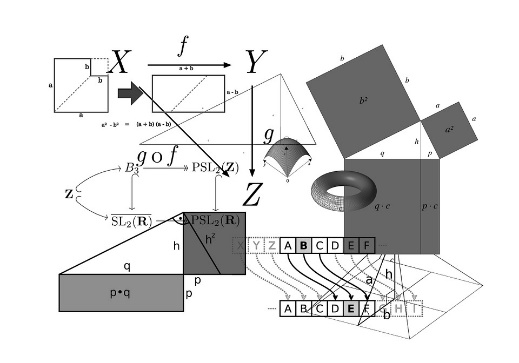 X f Y
h
b
a
a
a + b
a - b
a² - b² = (a+b)(a-b)
b
b
b²
a
a
a²
h
q p
q · c p · c
g
g o f
B₃ PSL₂(Z)
Z
Z
SL₂(R) PSL₂(R)
h h²
q
p
p•q p
X Y Z A B C D E F
a h
b
A B C D E F G H I